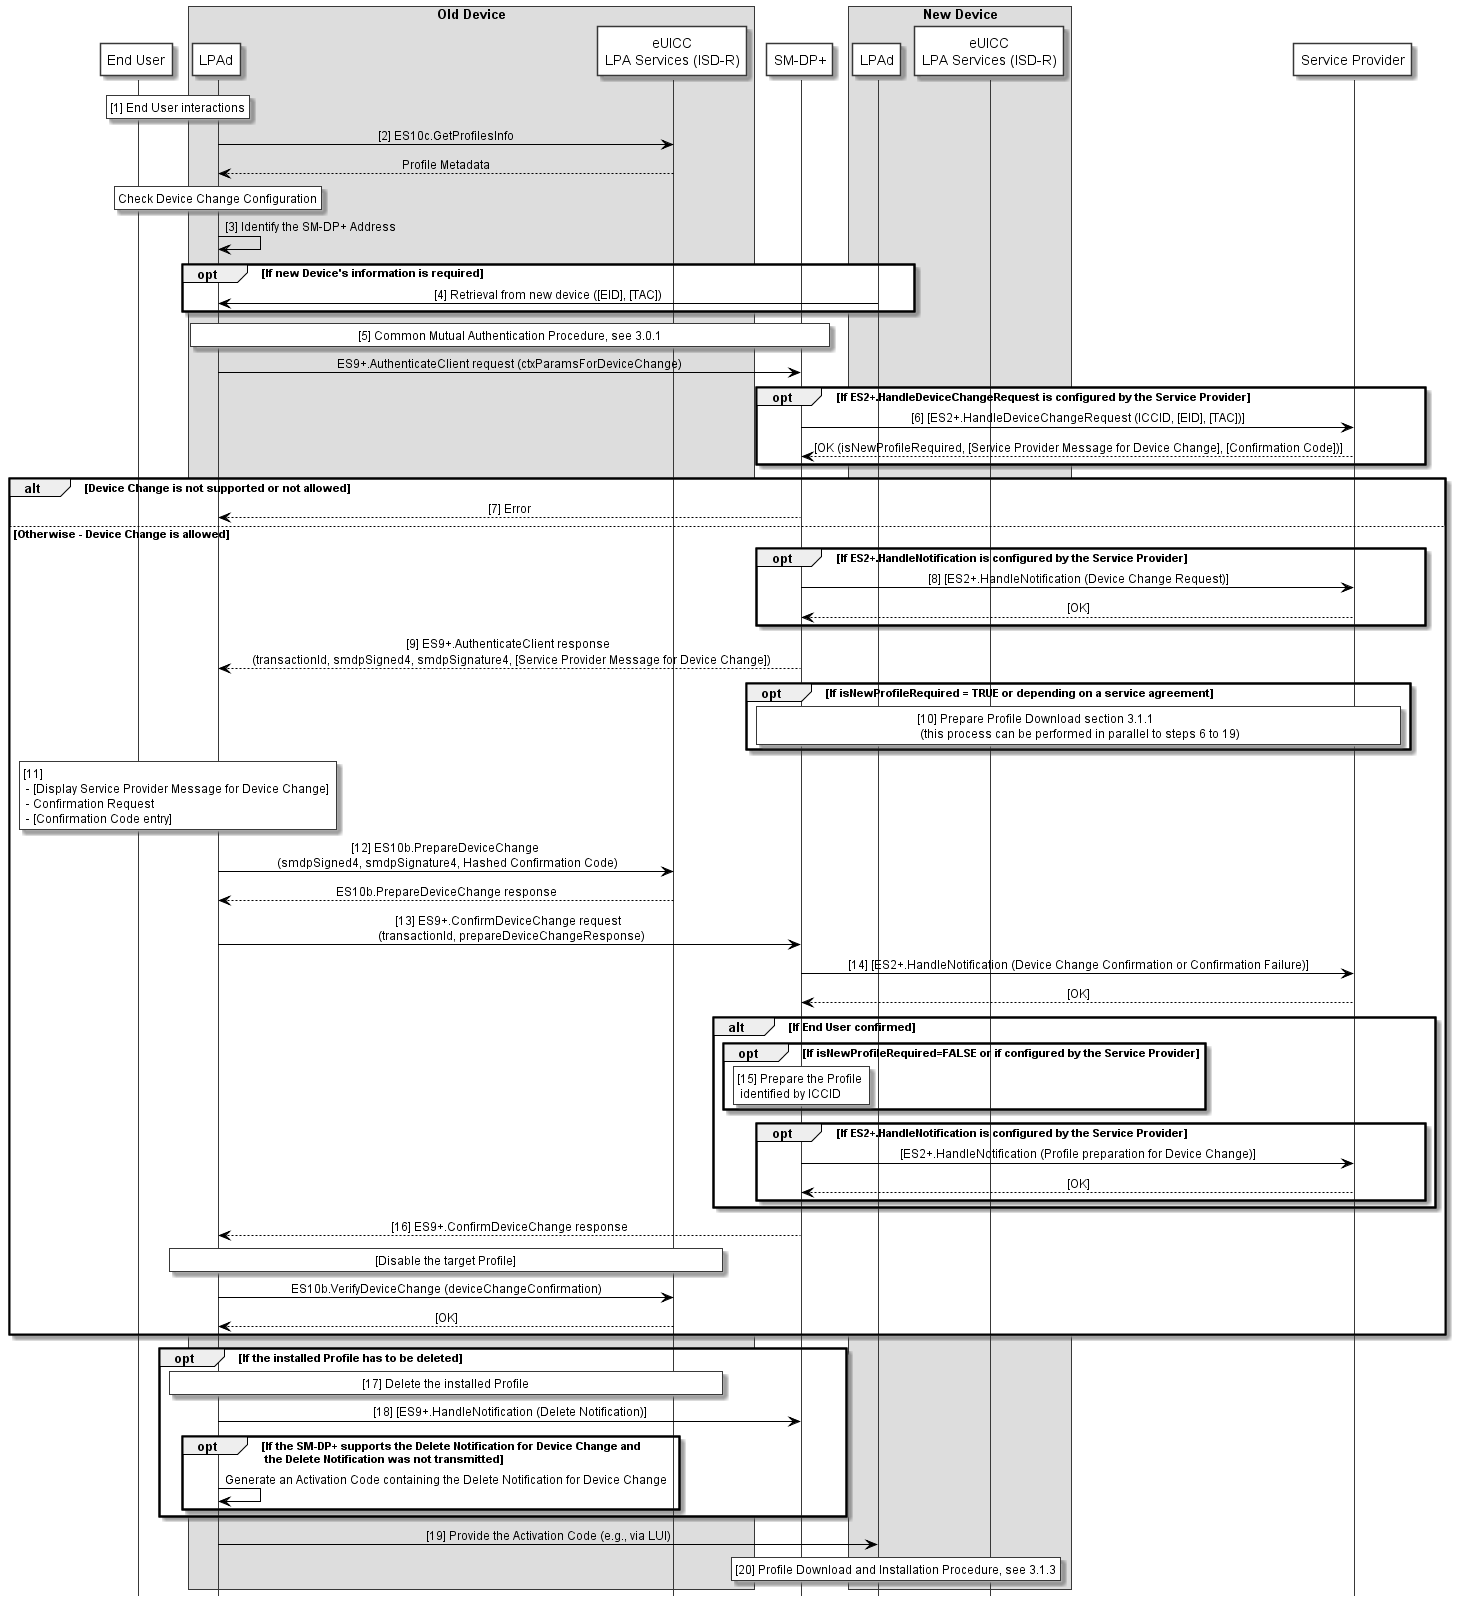 Old Device
New Device
End User
LPAd
eUICC
LPA Services (ISD-R)
SM-DP+
LPAd
eUICC
LPA Services (ISD-R)
Service Provider
[1] End User interactions
[2] ES10c.GetProfilesInfo
Profile Metadata
Check Device Change Configuration
[3] Identify the SM-DP+ Address
opt [If new Device's information is required]
[4] Retrieval from new device ([EID], [TAC])
[5] Common Mutual Authentication Procedure, see 3.0.1
ES9+.AuthenticateClient request (ctxParamsForDeviceChange)
opt [If ES2+.HandleDeviceChangeRequest is configured by the Service Provider]
[6] [ES2+.HandleDeviceChangeRequest (ICCID, [EID], [TAC])]
[OK (isNewProfileRequired, [Service Provider Message for Device Change], [Confirmation Code])]
alt [Device Change is not supported or not allowed]
[7] Error
[Otherwise - Device Change is allowed]
opt [If ES2+.HandleNotification is configured by the Service Provider]
[8] [ES2+.HandleNotification (Device Change Request)]
[OK]
[9] ES9+.AuthenticateClient response
(transactionId, smdpSigned4, smdpSignature4, [Service Provider Message for Device Change])
opt [If isNewProfileRequired = TRUE or depending on a service agreement]
[10] Prepare Profile Download section 3.1.1
(this process can be performed in parallel to steps 6 to 19)
[11]
- [Display Service Provider Message for Device Change]
- Confirmation Request
- [Confirmation Code entry]
[12] ES10b.PrepareDeviceChange
(smdpSigned4, smdpSignature4, Hashed Confirmation Code)
ES10b.PrepareDeviceChange response
[13] ES9+.ConfirmDeviceChange request
(transactionId, prepareDeviceChangeResponse)
[14] [ES2+.HandleNotification (Device Change Confirmation or Confirmation Failure)]
[OK]
alt [If End User confirmed]
opt [If isNewProfileRequired=FALSE or if configured by the Service Provider]
[15] Prepare the Profile
identified by ICCID
opt [If ES2+.HandleNotification is configured by the Service Provider]
[ES2+.HandleNotification (Profile preparation for Device Change)]
[OK]
[16] ES9+.ConfirmDeviceChange response
[Disable the target Profile]
ES10b.VerifyDeviceChange (deviceChangeConfirmation)
[OK]
opt [If the installed Profile has to be deleted]
[17] Delete the installed Profile
[18] [ES9+.HandleNotification (Delete Notification)]
opt [If the SM-DP+ supports the Delete Notification for Device Change and
the Delete Notification was not transmitted]
Generate an Activation Code containing the Delete Notification for Device Change
[19] Provide the Activation Code (e.g., via LUI)
[20] Profile Download and Installation Procedure, see 3.1.3